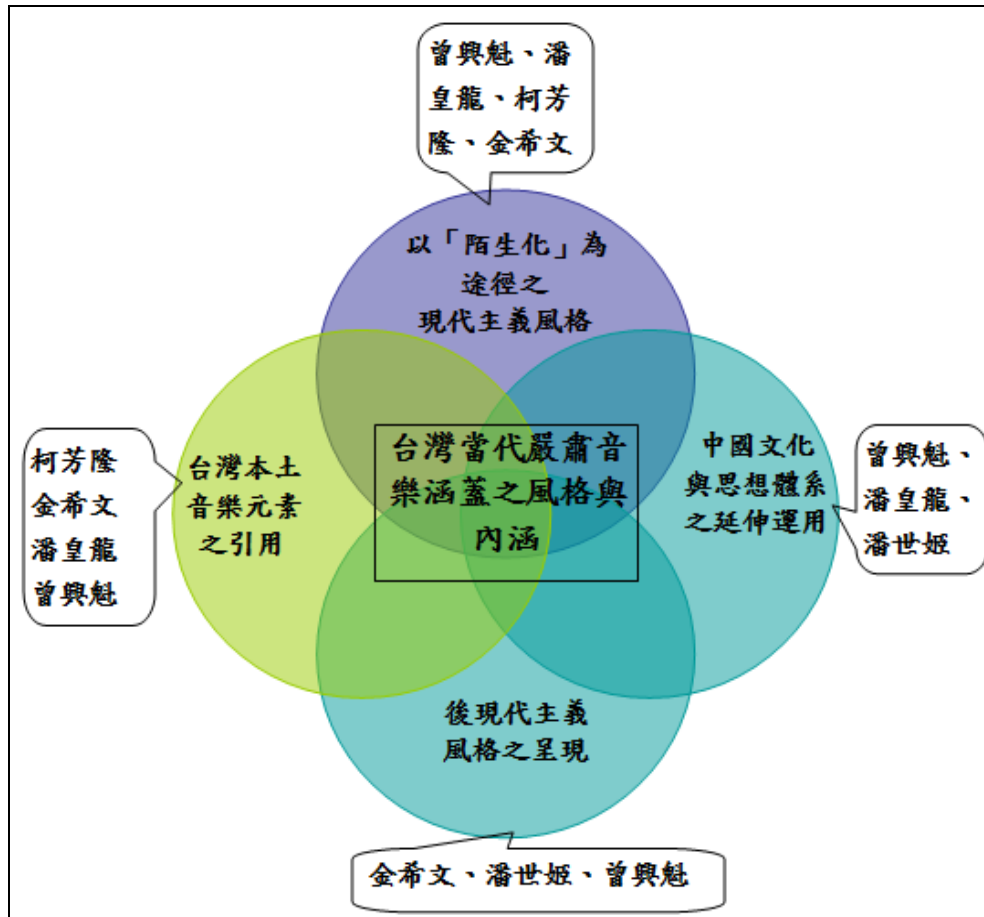 曾興魁、潘
皇龍、柯芳
隆、金希文
以「陌生化」為
途徑之
現代主義風格
柯芳隆
金希文
潘皇龍
曾興魁
台灣本土
音樂元素
之引用
台灣當代嚴肅音
樂涵蓋之風格與
內涵
中國文化
與思想體系
之延伸運用
曾興魁、
潘皇龍、
潘世姬
後現代主義
風格之呈現
金希文、潘世姬、曾興魁